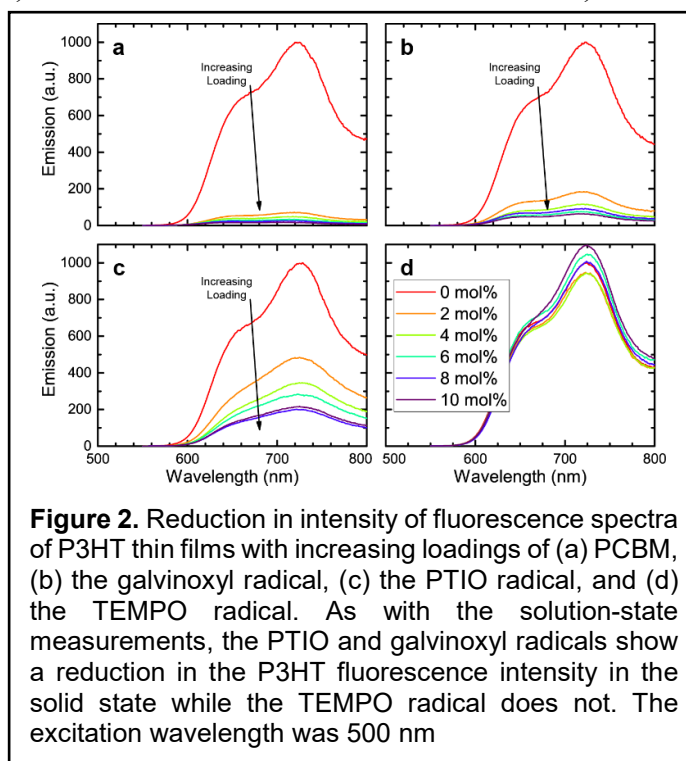 a
Increasing
Loading
b
Increasing
Loading
1000
800
600
400
200
0
Emission (a.u.)
c
Increasing
Loading
d
0 mol%
2 mol%
4 mol%
6 mol%
8 mol%
10 mol%
1000
800
600
400
200
0
Emission (a.u.)
500 600 700 800
Wavelength (nm)
500 600 700 800
Wavelength (nm)
Figure 2. Reduction in intensity of fluorescence spectra
of P3HT thin films with increasing loadings of (a) PCBM,
(b) the galvinoxyl radical, (c) the PTIO radical, and (d)
the TEMPO radical. As with the solution-state
measurements, the PTIO and galvinoxyl radicals show
a reduction in the P3HT fluorescence intensity in the
solid state while the TEMPO radical does not. The
excitation wavelength was 500 nm